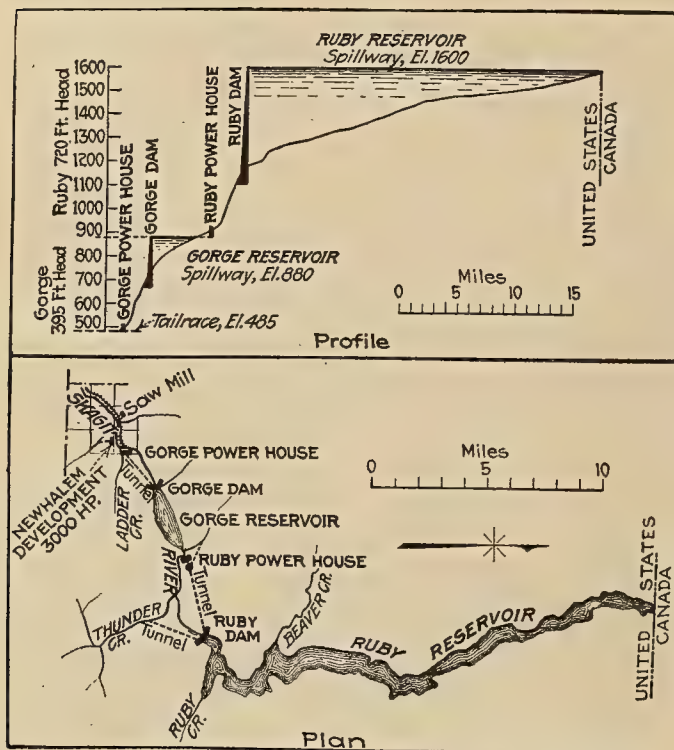 RUBY RESERVOIR
Spillway, El.1600
1600
1500
1400
1300
1200
1100
1000
900
800
700
600
500
Ruby 720 Ft. Head
Gorge
395 Ft. Head
GORGE POWER HOUSE
GORGE DAM
RUBY POWER HOUSE
RUBY DAM
UNITED STATES
CANADA
GORGE RESERVOIR
Spillway, El.880
Tailrace, El.485
Miles
0 5 10 15
Profile
SKAGIT
Saw Mill
NEWHALEM
DEVELOPMENT
3000 HP.
LADDER CR.
Tunnel
GORGE POWER HOUSE
GORGE DAM
GORGE RESERVOIR
Miles
0 5 10
RIVER
RUBY POWER HOUSE
Tunnel
RUBY
DAM
BEAVER CR.
THUNDER
CR.
Tunnel
RUBY
CR.
RUBY RESERVOIR
UNITED STATES
CANADA
Plan